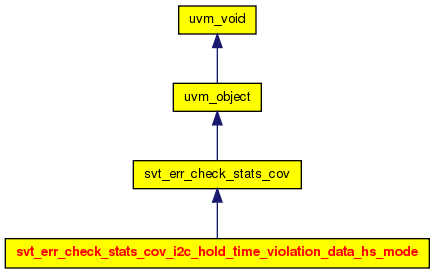 uvm_void
uvm_object
svt_err_check_stats_cov
svt_err_check_stats_cov_i2c_hold_time_violation_data_hs_mode